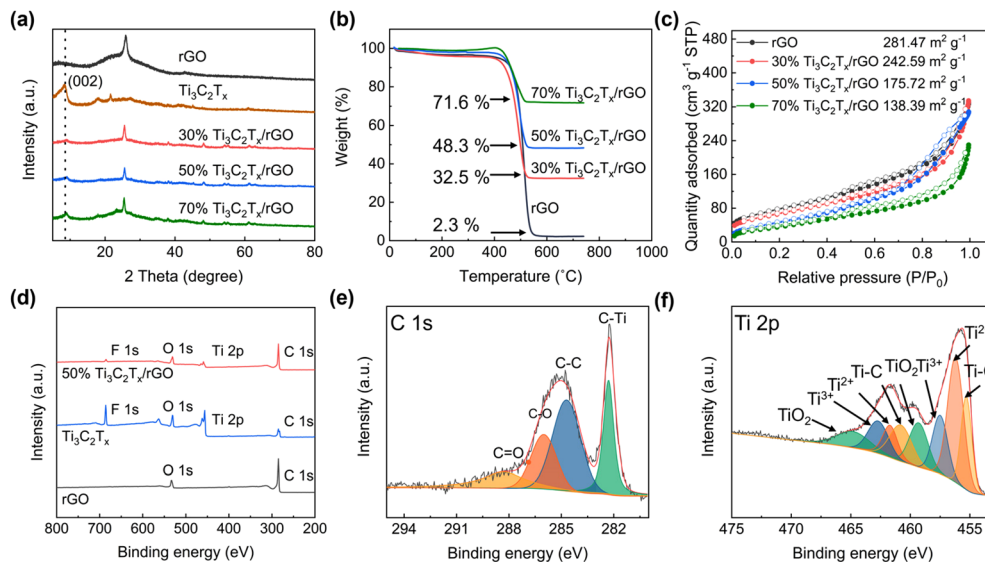 (a)
rGO
(002)
Ti₃C₂Tₓ
30% Ti₃C₂Tₓ/rGO
50% Ti₃C₂Tₓ/rGO
70% Ti₃C₂Tₓ/rGO
Intensity (a.u.)
20 40 60 80
2 Theta (degree)
(b)
100
80
60
40
20
0
Weight (%)
70% Ti₃C₂Tₓ/rGO
71.6 %
50% Ti₃C₂Tₓ/rGO
48.3 %
30% Ti₃C₂Tₓ/rGO
32.5 %
rGO
2.3 %
0 200 400 600 800 1000
Temperature (˚C)
(c)
480
400
320
240
160
80
0
Quantity adsorbed (cm³ g⁻¹ STP)
rGO 281.47 m² g⁻¹
30% Ti₃C₂Tₓ/rGO 242.59 m² g⁻¹
50% Ti₃C₂Tₓ/rGO 175.72 m² g⁻¹
70% Ti₃C₂Tₓ/rGO 138.39 m² g⁻¹
0.0 0.2 0.4 0.6 0.8 1.0
Relative pressure (P/P₀)
(d)
F 1s O 1s Ti 2p C 1s
50% Ti₃C₂Tₓ/rGO
F 1s O 1s Ti 2p C 1s
Ti₃C₂Tₓ
O 1s C 1s
rGO
Intensity (a.u.)
800 700 600 500 400 300 200
Binding energy (eV)
(e)
C 1s
C-Ti
C-C
C-O
C=O
Intensity (a.u.)
294 291 288 285 282
Binding energy (eV)
(f)
Ti 2p
Ti²
Ti-C
TiO₂ Ti³⁺
Ti-C
Ti²⁺
Ti³⁺
TiO₂
Intensity (a.u.)
475 470 465 460 455
Binding energy (eV)